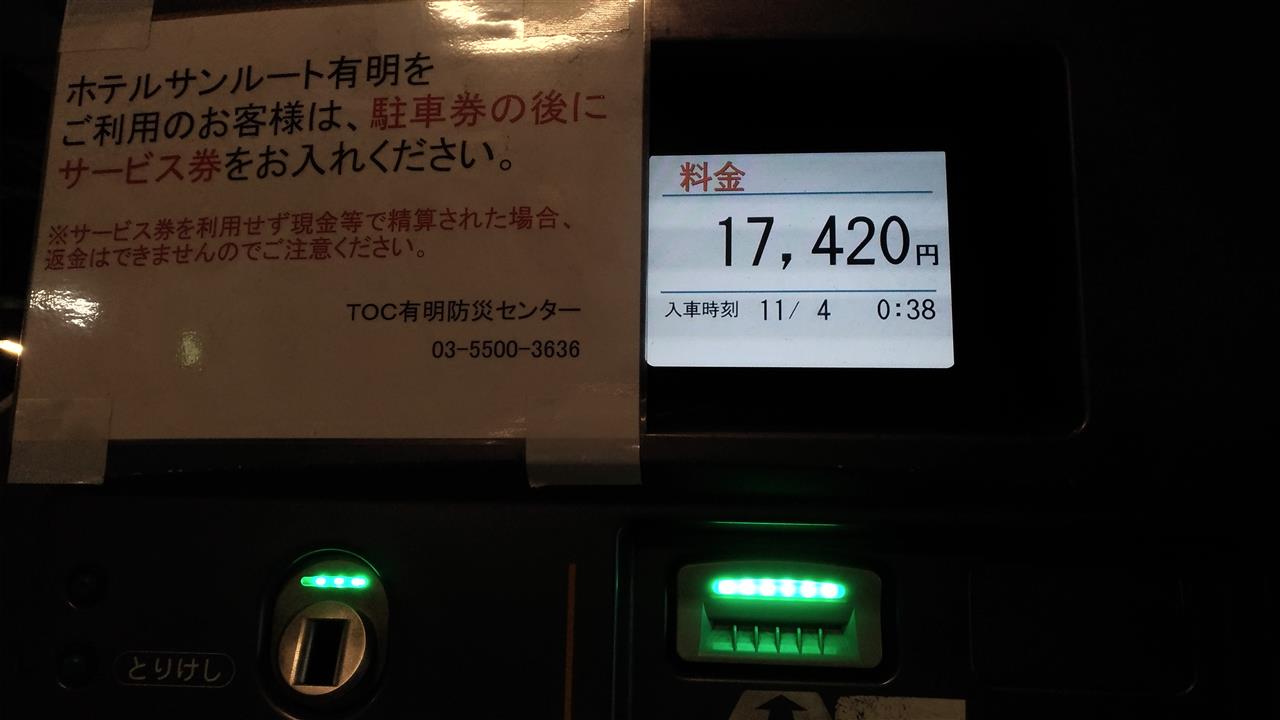 ホテルサンルート有明を
ご利用のお客様は、駐車券の後に
サービス券をお入れください。
※サービス券を利用せず現金等で精算された場合、
返金はできませんのでご注意ください。
TOC有明防災センター
03-5500-3636
料金
17,420円
入車時刻 11/ 4 0:38
とりけし